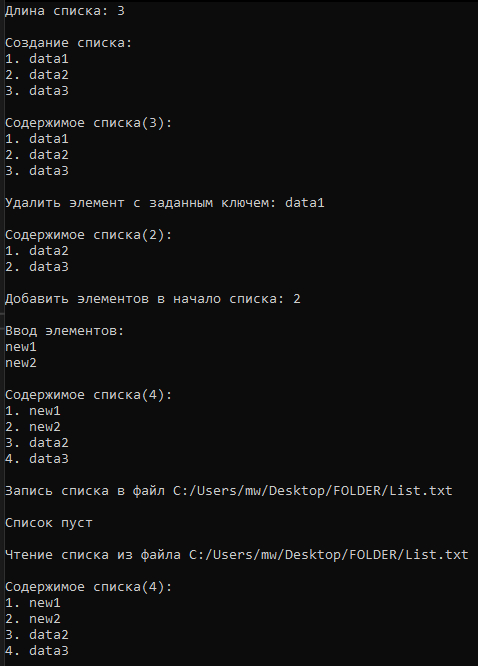 Длина списка: 3
Создание списка:
1. data1
2. data2
3. data3
Содержимое списка(3):
1. data1
2. data2
3. data3
Удалить элемент с заданным ключем: data1
Содержимое списка(2):
1. data2
2. data3
Добавить элементов в начало списка: 2
Ввод элементов:
new1
new2
Содержимое списка(4):
1. new1
2. new2
3. data2
4. data3
Запись списка в файл C:/Users/mw/Desktop/FOLDER/List.txt
Список пуст
Чтение списка из файла C:/Users/mw/Desktop/FOLDER/List.txt
Содержимое списка(4):
1. new1
2. new2
3. data2
4. data3